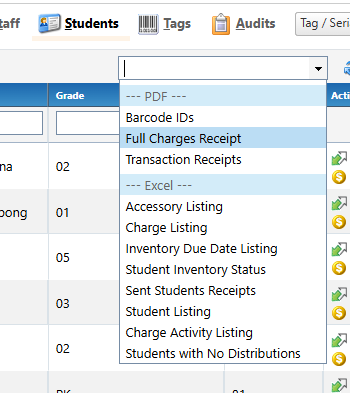 taff Students Tags Audits Tag / Seri
Grade Acti
--- PDF ---
Barcode IDs
Full Charges Receipt
Transaction Receipts
--- Excel ---
Accessory Listing
Charge Listing
Inventory Due Date Listing
Student Inventory Status
Sent Students Receipts
Student Listing
Charge Activity Listing
Students with No Distributions
na 02
pong 01
05
03
02